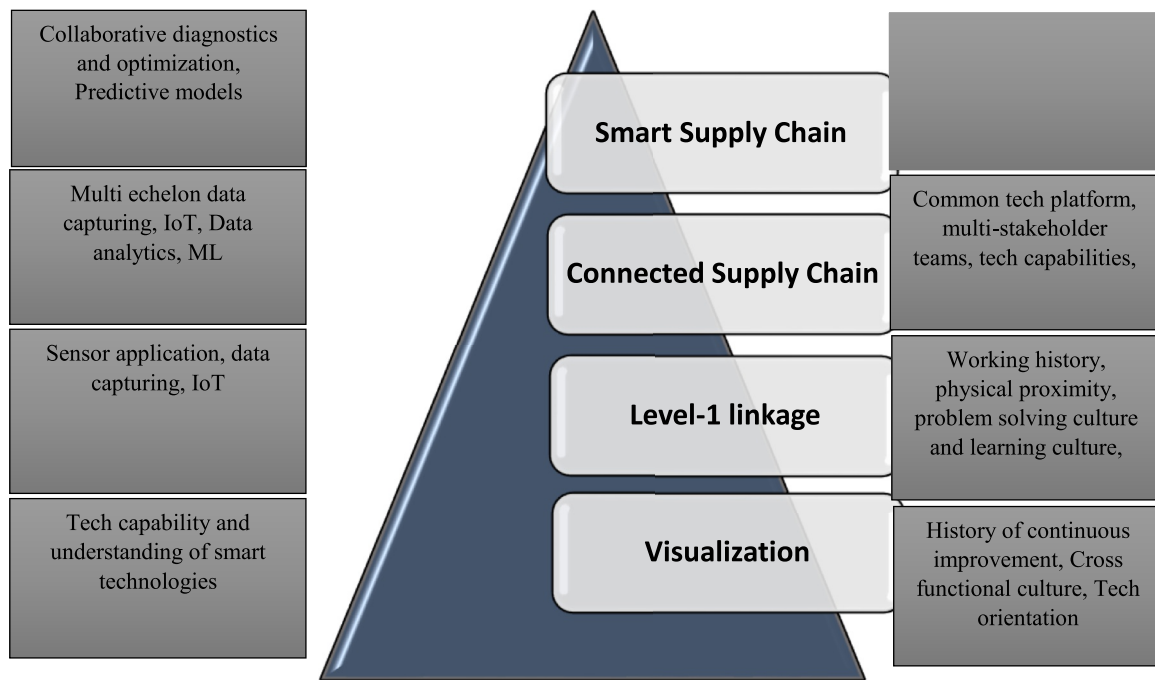 Collaborative diagnostics
and optimization,
Predictive models
Smart Supply Chain
Multi echelon data
capturing, IoT, Data
analytics, ML
Connected Supply Chain
Common tech platform,
multi-stakeholder
teams, tech capabilities,
Sensor application, data
capturing, IoT
Level-1 linkage
Working history,
physical proximity,
problem solving culture
and learning culture,
Tech capability and
understanding of smart
technologies
Visualization
History of continuous
improvement, Cross
functional culture, Tech
orientation